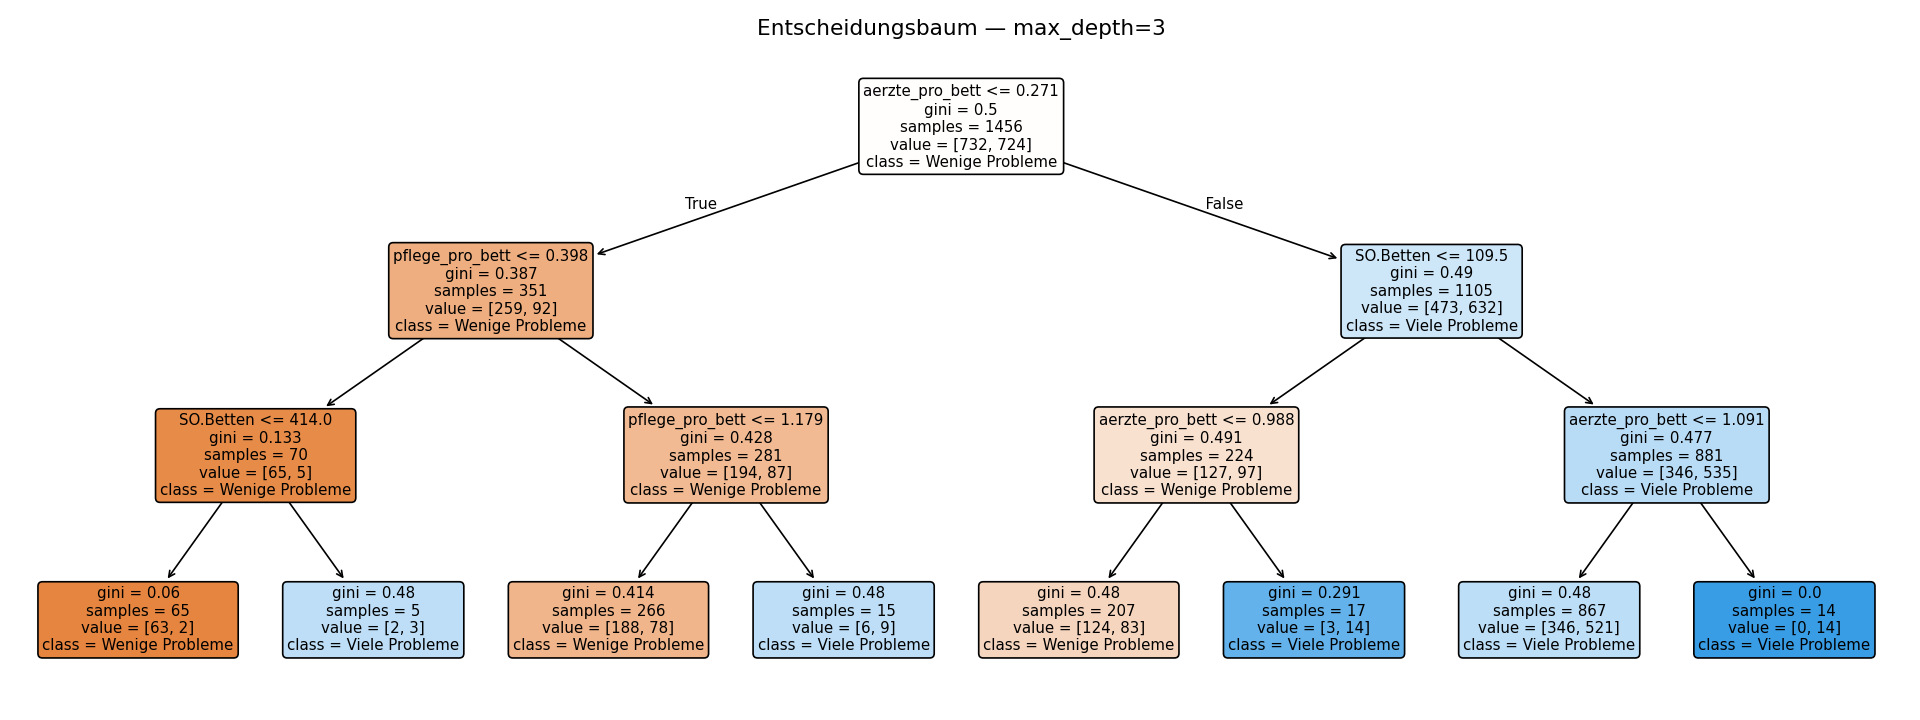 Entscheidungsbaum — max_depth=3
aerzte_pro_bett <= 0.271
gini = 0.5
samples = 1456
value = [732, 724]
class = Wenige Probleme
True
False
pflege_pro_bett <= 0.398
gini = 0.387
samples = 351
value = [259, 92]
class = Wenige Probleme
SO.Betten <= 109.5
gini = 0.49
samples = 1105
value = [473, 632]
class = Viele Probleme
SO.Betten <= 414.0
gini = 0.133
samples = 70
value = [65, 5]
class = Wenige Probleme
pflege_pro_bett <= 1.179
gini = 0.428
samples = 281
value = [194, 87]
class = Wenige Probleme
aerzte_pro_bett <= 0.988
gini = 0.491
samples = 224
value = [127, 97]
class = Wenige Probleme
aerzte_pro_bett <= 1.091
gini = 0.477
samples = 881
value = [346, 535]
class = Viele Probleme
gini = 0.06
samples = 65
value = [63, 2]
class = Wenige Probleme
gini = 0.48
samples = 5
value = [2, 3]
class = Viele Probleme
gini = 0.414
samples = 266
value = [188, 78]
class = Wenige Probleme
gini = 0.48
samples = 15
value = [6, 9]
class = Viele Probleme
gini = 0.48
samples = 207
value = [124, 83]
class = Wenige Probleme
gini = 0.291
samples = 17
value = [3, 14]
class = Viele Probleme
gini = 0.48
samples = 867
value = [346, 521]
class = Viele Probleme
gini = 0.0
samples = 14
value = [0, 14]
class = Viele Probleme